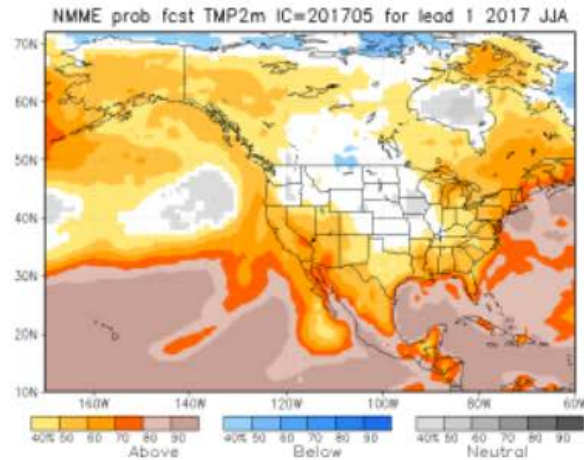 NMME prob fcst TMP2m IC=201705 for lead 1 2017 JJA
70N
60N
50N
40N
30N
20N
10N
160W 140W 120W 100W 80W 60W
40% 50 60 70 80 90 40% 50 60 70 80 90 40% 50 60 70 80 90
Above Below Neutral